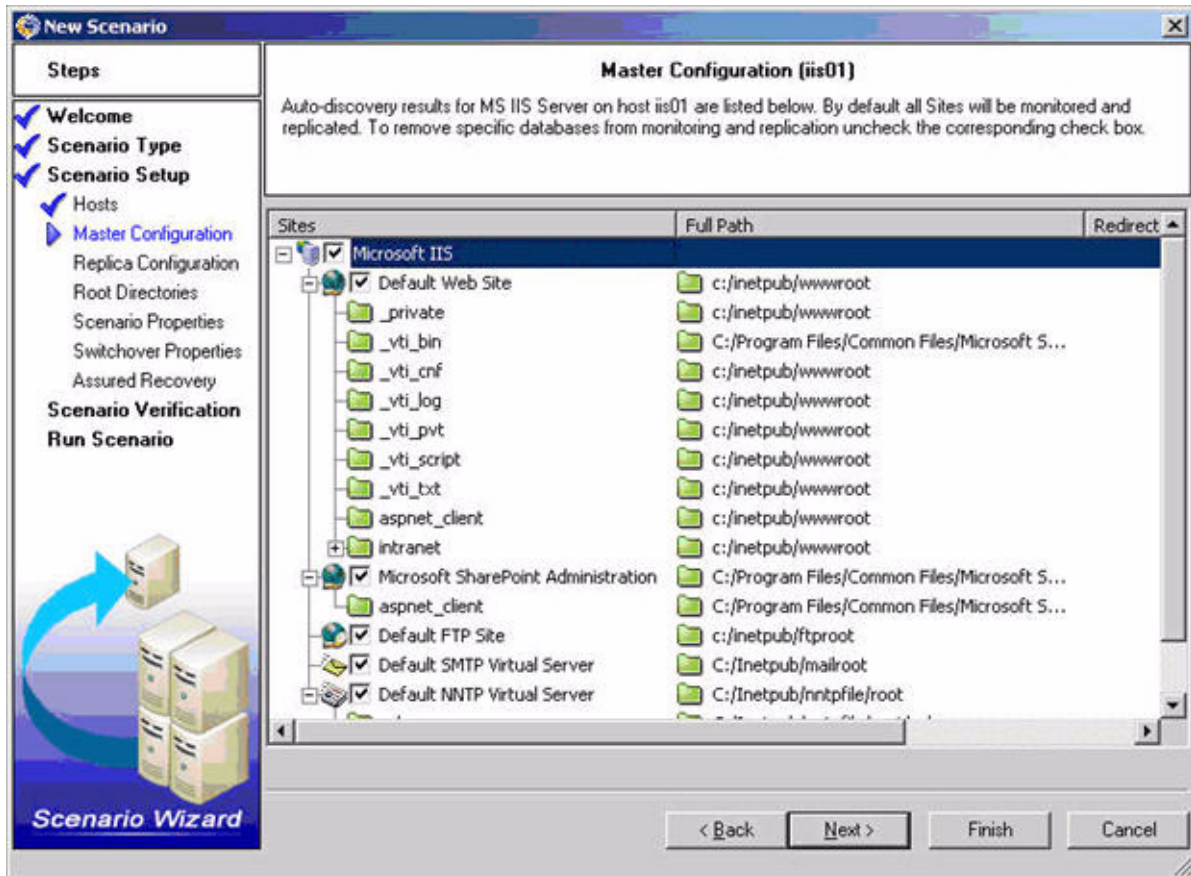 New Scenario
Steps
Welcome
Scenario Type
Scenario Setup
Hosts
Master Configuration
Replica Configuration
Root Directories
Scenario Properties
Switchover Properties
Assured Recovery
Scenario Verification
Run Scenario
Scenario Wizard
Master Configuration (iis01)
Auto-discovery results for MS IIS Server on host iis01 are listed below. By default all Sites will be monitored and
replicated. To remove specific databases from monitoring and replication uncheck the corresponding check box.
Sites Full Path Redirect
Microsoft IIS
Default Web Site c:/inetpub/wwwroot
_private c:/inetpub/wwwroot
_vti_bin C:/Program Files/Common Files/Microsoft S...
_vti_cnf c:/inetpub/wwwroot
_vti_log c:/inetpub/wwwroot
_vti_pvt c:/inetpub/wwwroot
_vti_script c:/inetpub/wwwroot
_vti_txt c:/inetpub/wwwroot
aspnet_client c:/inetpub/wwwroot
intranet c:/inetpub/wwwroot
Microsoft SharePoint Administration C:/Program Files/Common Files/Microsoft S...
aspnet_client C:/Program Files/Common Files/Microsoft S...
Default FTP Site c:/inetpub/ftproot
Default SMTP Virtual Server C:/Inetpub/mailroot
Default NNTP Virtual Server C:/Inetpub/nntpfile/root
< Back Next > Finish Cancel